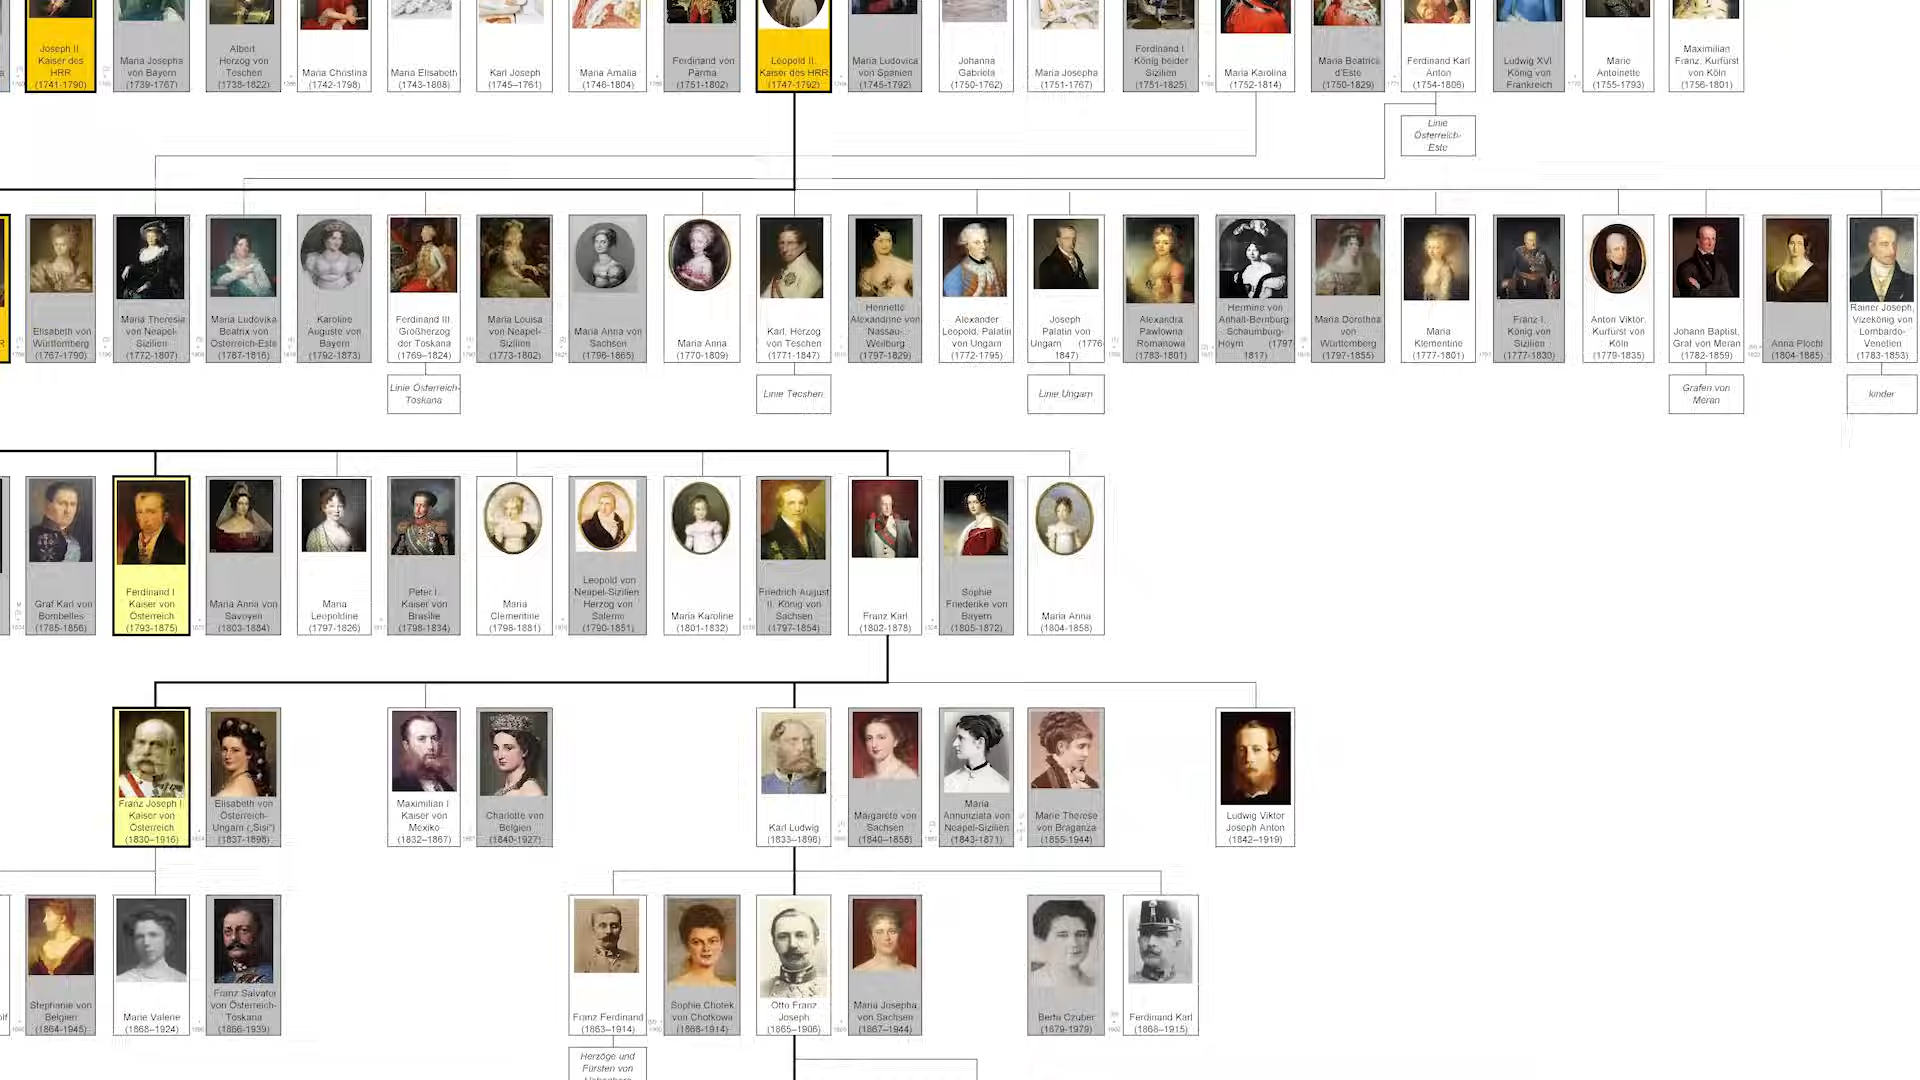 Joseph II.
Kaiser des
HRR
(1741-1790)
Maria Josepha
von Bayern
(1739-1767)
Albert
Herzog von
Teschen
(1738-1822)
Maria Christina
(1742-1798)
Maria Elisabeth
(1743-1808)
Karl Joseph
(1745–1761)
Maria Amalia
(1746-1804)
Ferdinand von
Parma
(1751-1802)
Leopold II.
Kaiser des HRR
(1747-1792)
Maria Ludovica
von Spanien
(1745-1792)
Johanna
Gabriela
(1750-1762)
Maria Josepha
(1751-1767)
Ferdinand I
König beider
Sizilien
(1751-1825)
Maria Karolina
(1752-1814)
Maria Beatrice
d'Este
(1750-1829)
Ferdinand Karl
Anton
(1754-1806)
Ludwig XVI
König von
Frankreich
Marie
Antoinette
(1755-1793)
Maximilian
Franz, Kurfürst
von Köln
(1756-1801)
Linie
Österreich-
Este
Elisabeth von
Württemberg
(1767-1790)
Maria Theresia
von Neapel-
Sizilien
(1772-1807)
Maria Ludovika
Beatrix von
Österreich-Este
(1787-1816)
Karoline
Auguste von
Bayern
(1792-1873)
Ferdinand III.
Großherzog
der Toskana
(1769–1824)
Maria Louisa
von Neapel-
Sizilien
(1773-1802)
Maria Anna von
Sachsen
(1796-1865)
Maria Anna
(1770-1809)
Karl, Herzog
von Teschen
(1771-1847)
Henriette
Alexandrine von
Nassau-
Weilburg
(1797-1829)
Alexander
Leopold, Palatin
von Ungarn
(1772-1795)
Joseph
Palatin von
Ungarn (1776-
1847)
Alexandra
Pawlowna
Romanowa
(1783-1801)
Hermine von
Anhalt-Bernburg-
Schaumburg-
Hoym (1797-
1817)
Maria Dorothea
von
Württemberg
(1797-1855)
Maria
Klementine
(1777-1801)
Franz I.
König von
Sizilien
(1777-1830)
Anton Viktor,
Kurfürst von
Köln
(1779-1835)
Johann Baptist,
Graf von Meran
(1782-1859)
Anna Plochl
(1804-1885)
Rainer Joseph,
Vizekönig von
Lombardo-
Venetien
(1783-1853)
Linie Österreich-
Toskana
Linie Tecshen
Linie Ungarn
Grafen von
Meran
kinder
Graf Karl von
Bombelles
(1785-1856)
Ferdinand I
Kaiser von
Österreich
(1793-1875)
Maria Anna von
Savoyen
(1803-1884)
Maria
Leopoldine
(1797-1826)
Peter I.
Kaiser von
Brasilie
(1798-1834)
Maria
Clementine
(1798-1881)
Leopold von
Neapel-Sizilien
Herzog von
Salerno
(1790-1851)
Maria Karoline
(1801-1832)
Friedrich August
II. König von
Sachsen
(1797-1854)
Franz Karl
(1802-1878)
Sophie
Friederike von
Bayern
(1805-1872)
Maria Anna
(1804-1858)
Franz Joseph I.
Kaiser von
Österreich
(1830–1916)
Elisabeth von
Österreich-
Ungarn („Sisi“)
(1837-1898)
Maximilian I
Kaiser von
Mexiko
(1832–1867)
Charlotte von
Belgien
(1840-1927)
Karl Ludwig
(1833–1896)
Margarete von
Sachsen
(1840–1858)
Maria
Annunziata von
Neapel-Sizilien
(1843-1871)
Marie Therese
von Braganza
(1855-1944)
Ludwig Viktor
Joseph Anton
(1842–1919)
Stephanie von
Belgien
(1864-1945)
Marie Valerie
(1868–1924)
Franz Salvator
von Österreich-
Toskana
(1866-1939)
Franz Ferdinand
(1863–1914)
Sophie Chotek
von Chotkowa
(1868-1914)
Otto Franz
Joseph
(1865–1906)
Maria Josepha
von Sachsen
(1867–1944)
Berta Czuber
(1879-1979)
Ferdinand Karl
(1868–1915)
Herzöge und
Fürsten von